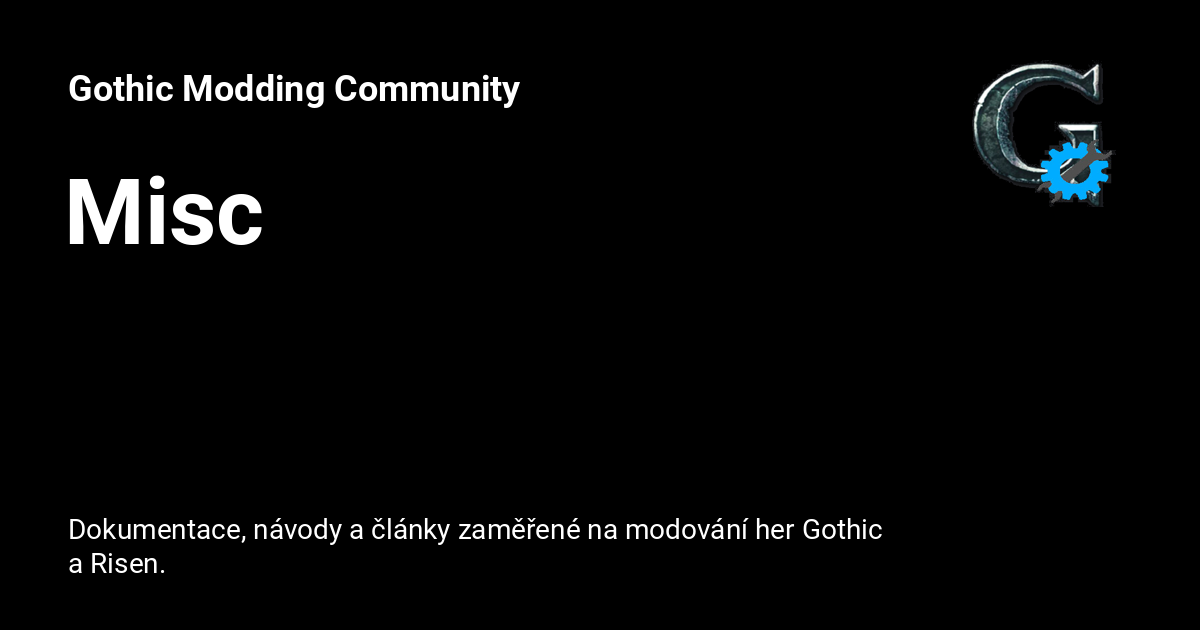 Gothic Modding Community
Misc
Dokumentace, návody a články zaměřené na modování her Gothic
a Risen.